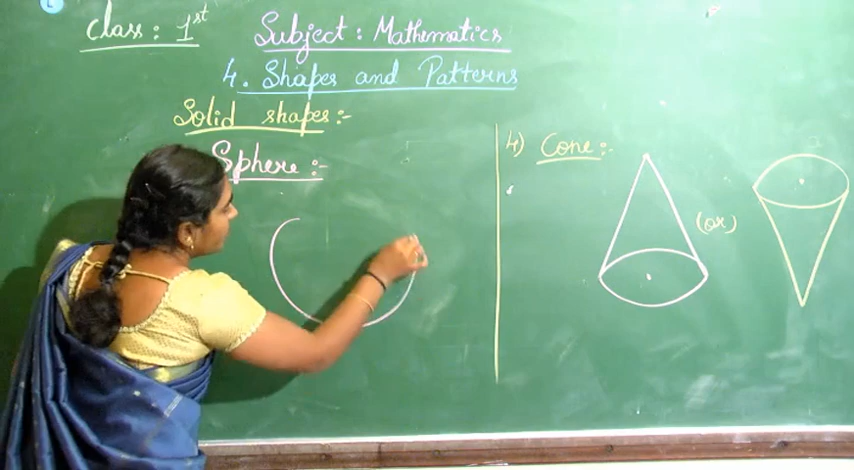 Class : 1st
Subject : Mathematics
4. Shapes and Patterns
Solid shapes :-
Sphere :-
4) Cone :-
(or)